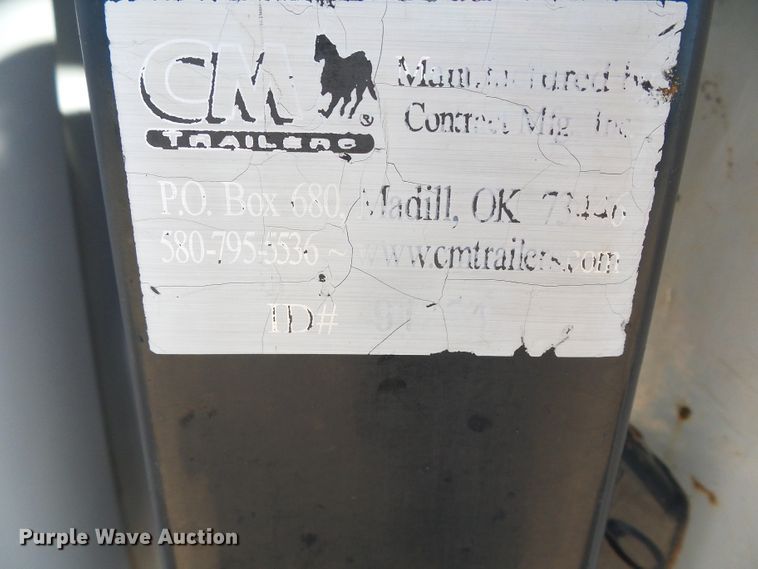 CM
TRAILERS
®
Manufactured by
Contract Mfg. Inc.
P.O. Box 680, Madill, OK 73446
580-795-5536 ~ www.cmtrailers.com
ID#
Purple Wave Auction®